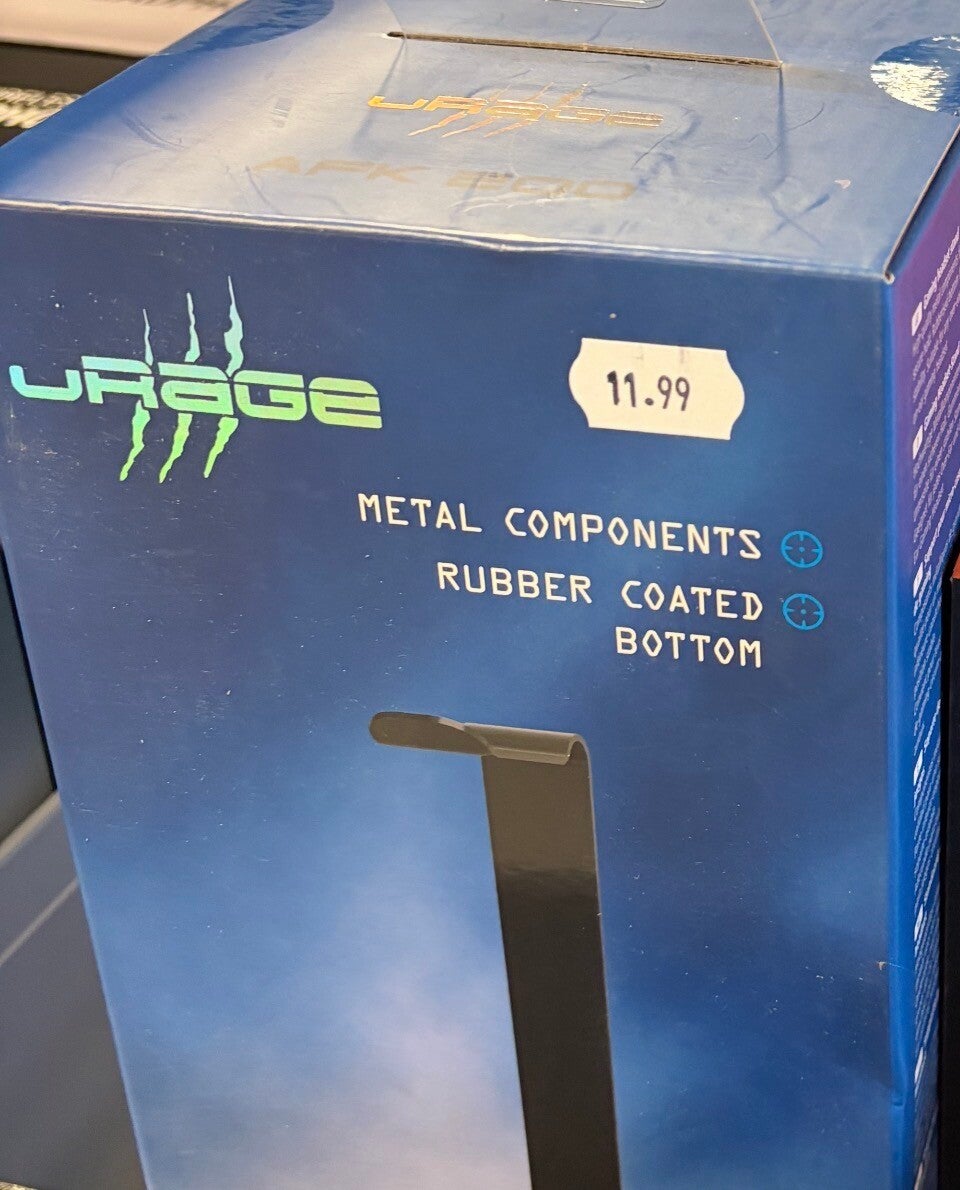 uRAGE
AFK 200
uRAGE
11.99
METAL COMPONENTS
RUBBER COATED
BOTTOM